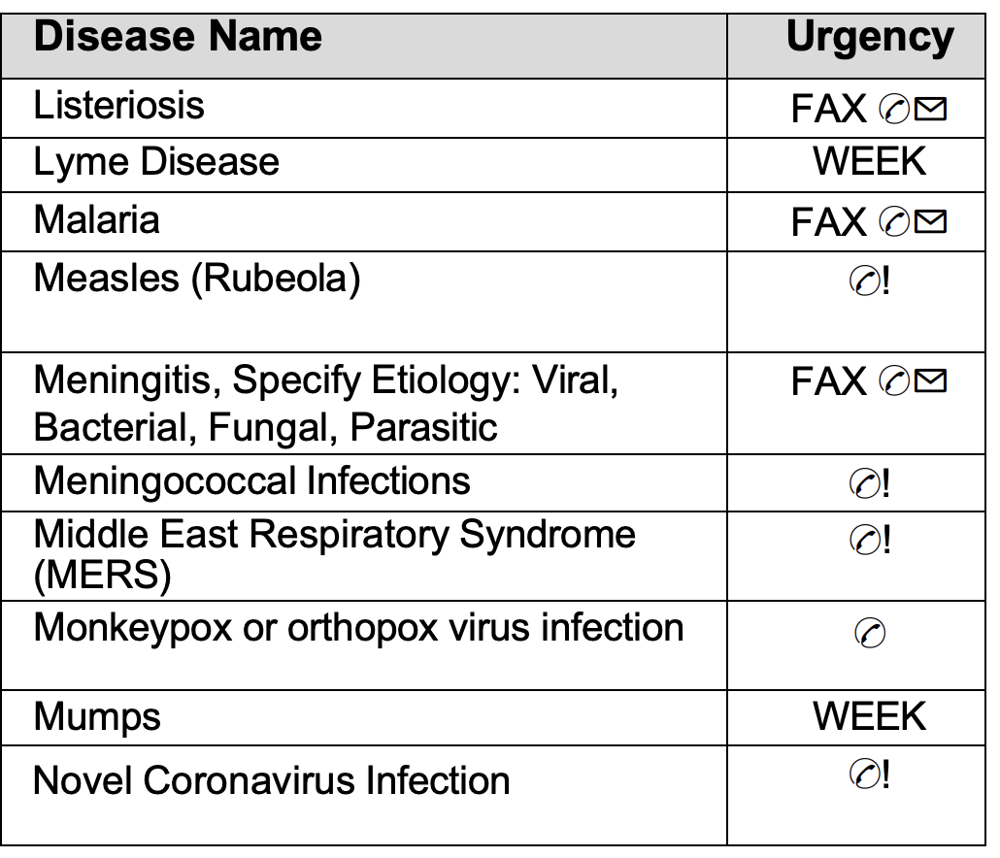 Disease Name Urgency
Listeriosis FAX ✆✉
Lyme Disease WEEK
Malaria FAX ✆✉
Measles (Rubeola) ✆!
Meningitis, Specify Etiology: Viral, FAX ✆✉
Bacterial, Fungal, Parasitic
Meningococcal Infections ✆!
Middle East Respiratory Syndrome ✆!
(MERS)
Monkeypox or orthopox virus infection ✆
Mumps WEEK
Novel Coronavirus Infection ✆!